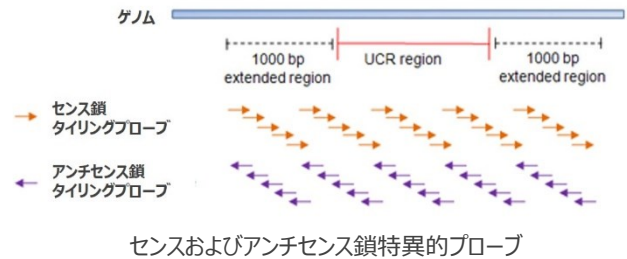 ゲノム
1000 bp
extended region
UCR region
1000 bp
extended region
センス鎖
タイリングプローブ
アンチセンス鎖
タイリングプローブ
センスおよびアンチセンス鎖特異的プローブ